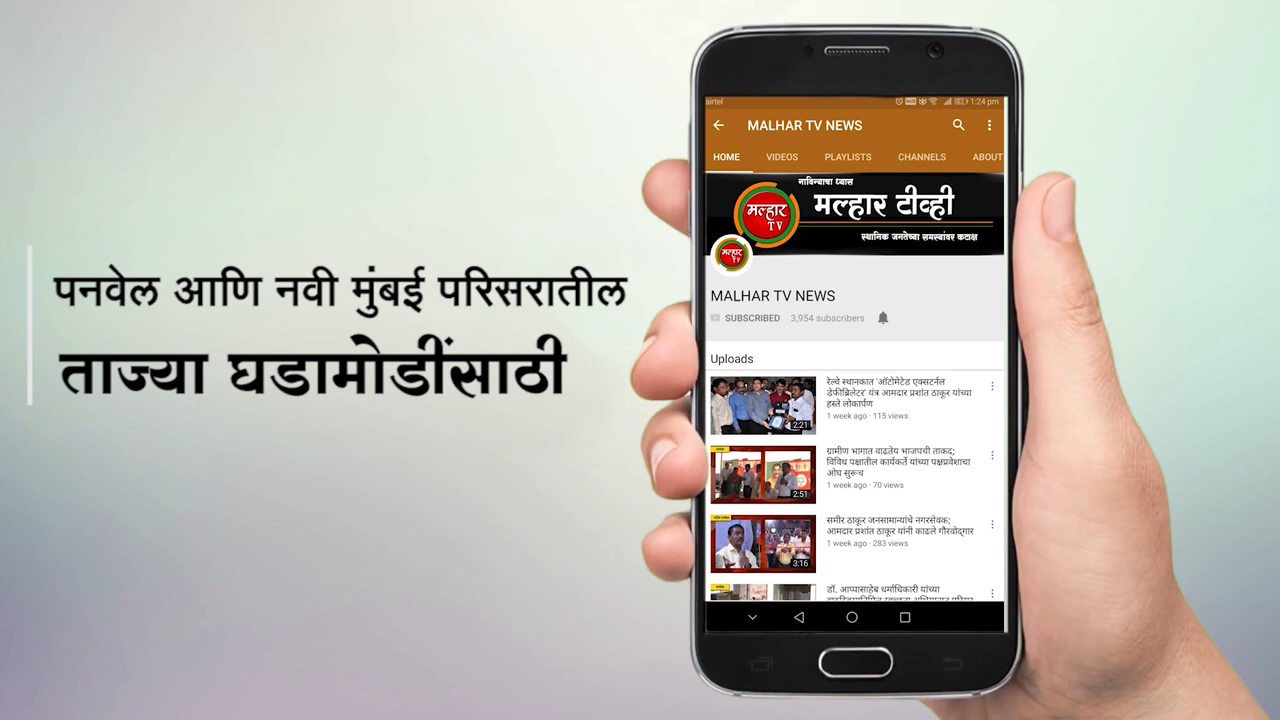 पनवेल आणि नवी मुंबई परिसरातील
ताज्या घडामोडींसाठी
airtel
1:24 pm
MALHAR TV NEWS
HOME VIDEOS PLAYLISTS CHANNELS ABOUT
नाविन्याचा ध्यास
मल्हार टीव्ही
मल्हार
TV
स्थानिक जनतेच्या समस्यांवर कटाक्ष
मल्हार
TV
MALHAR TV NEWS
SUBSCRIBED 3,954 subscribers
Uploads
रेल्वे स्थानकात 'ऑटोमेटेड एक्सटर्नल
डेफीब्रिलेटर' यंत्र आमदार प्रशांत ठाकूर यांच्या
हस्ते लोकार्पण
1 week ago · 115 views
2:21
ग्रामीण भागात वाढतेय भाजपची ताकद;
विविध पक्षातील कार्यकर्ते यांच्या पक्षप्रवेशाचा
ओघ सुरूच
1 week ago · 70 views
2:51
समीर ठाकूर जनसामान्यांचे नगरसेवक;
आमदार प्रशांत ठाकूर यांनी काढले गौरवोद्गार
1 week ago · 283 views
3:16
डॉ. आप्पासाहेब धर्माधिकारी यांच्या